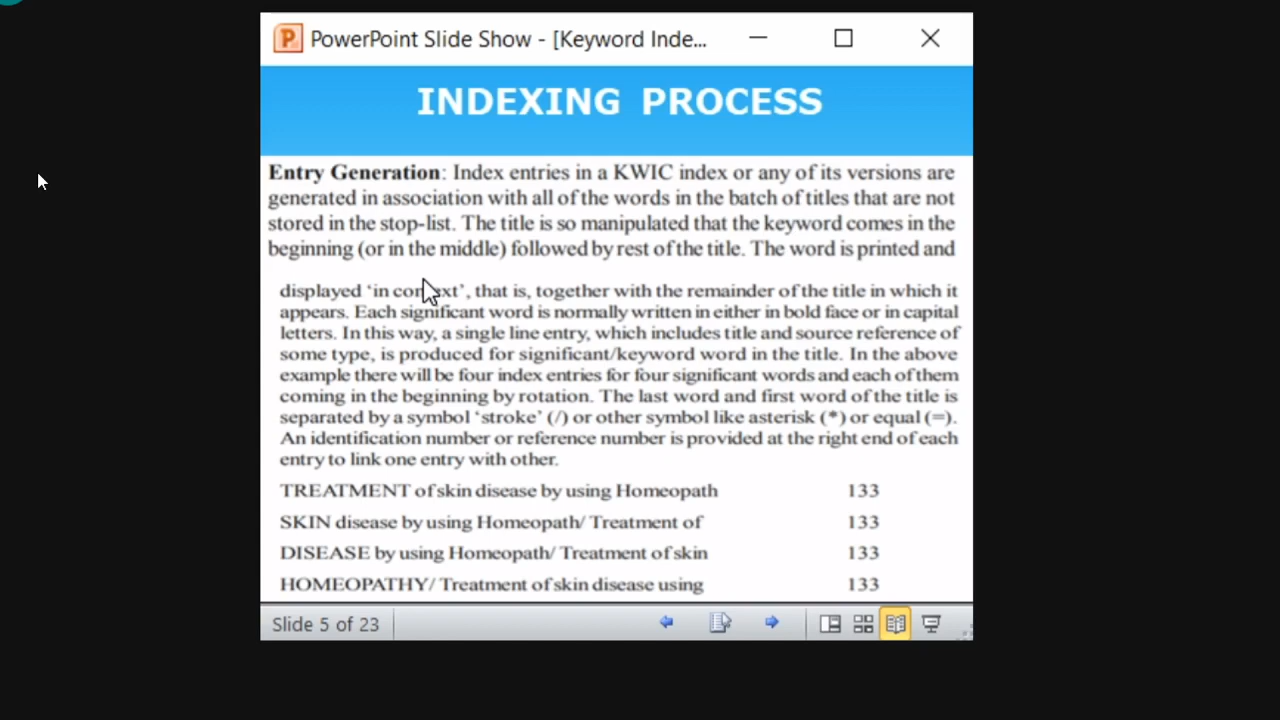 PowerPoint Slide Show - [Keyword Inde...
INDEXING PROCESS
Entry Generation: Index entries in a KWIC index or any of its versions are
generated in association with all of the words in the batch of titles that are not
stored in the stop-list. The title is so manipulated that the keyword comes in the
beginning (or in the middle) followed by rest of the title. The word is printed and
displayed ‘in context’, that is, together with the remainder of the title in which it
appears. Each significant word is normally written in either in bold face or in capital
letters. In this way, a single line entry, which includes title and source reference of
some type, is produced for significant/keyword word in the title. In the above
example there will be four index entries for four significant words and each of them
coming in the beginning by rotation. The last word and first word of the title is
separated by a symbol ‘stroke’ (/) or other symbol like asterisk (*) or equal (=).
An identification number or reference number is provided at the right end of each
entry to link one entry with other.
TREATMENT of skin disease by using Homeopath 133
SKIN disease by using Homeopath/ Treatment of 133
DISEASE by using Homeopath/ Treatment of skin 133
HOMEOPATHY/ Treatment of skin disease using 133
Slide 5 of 23